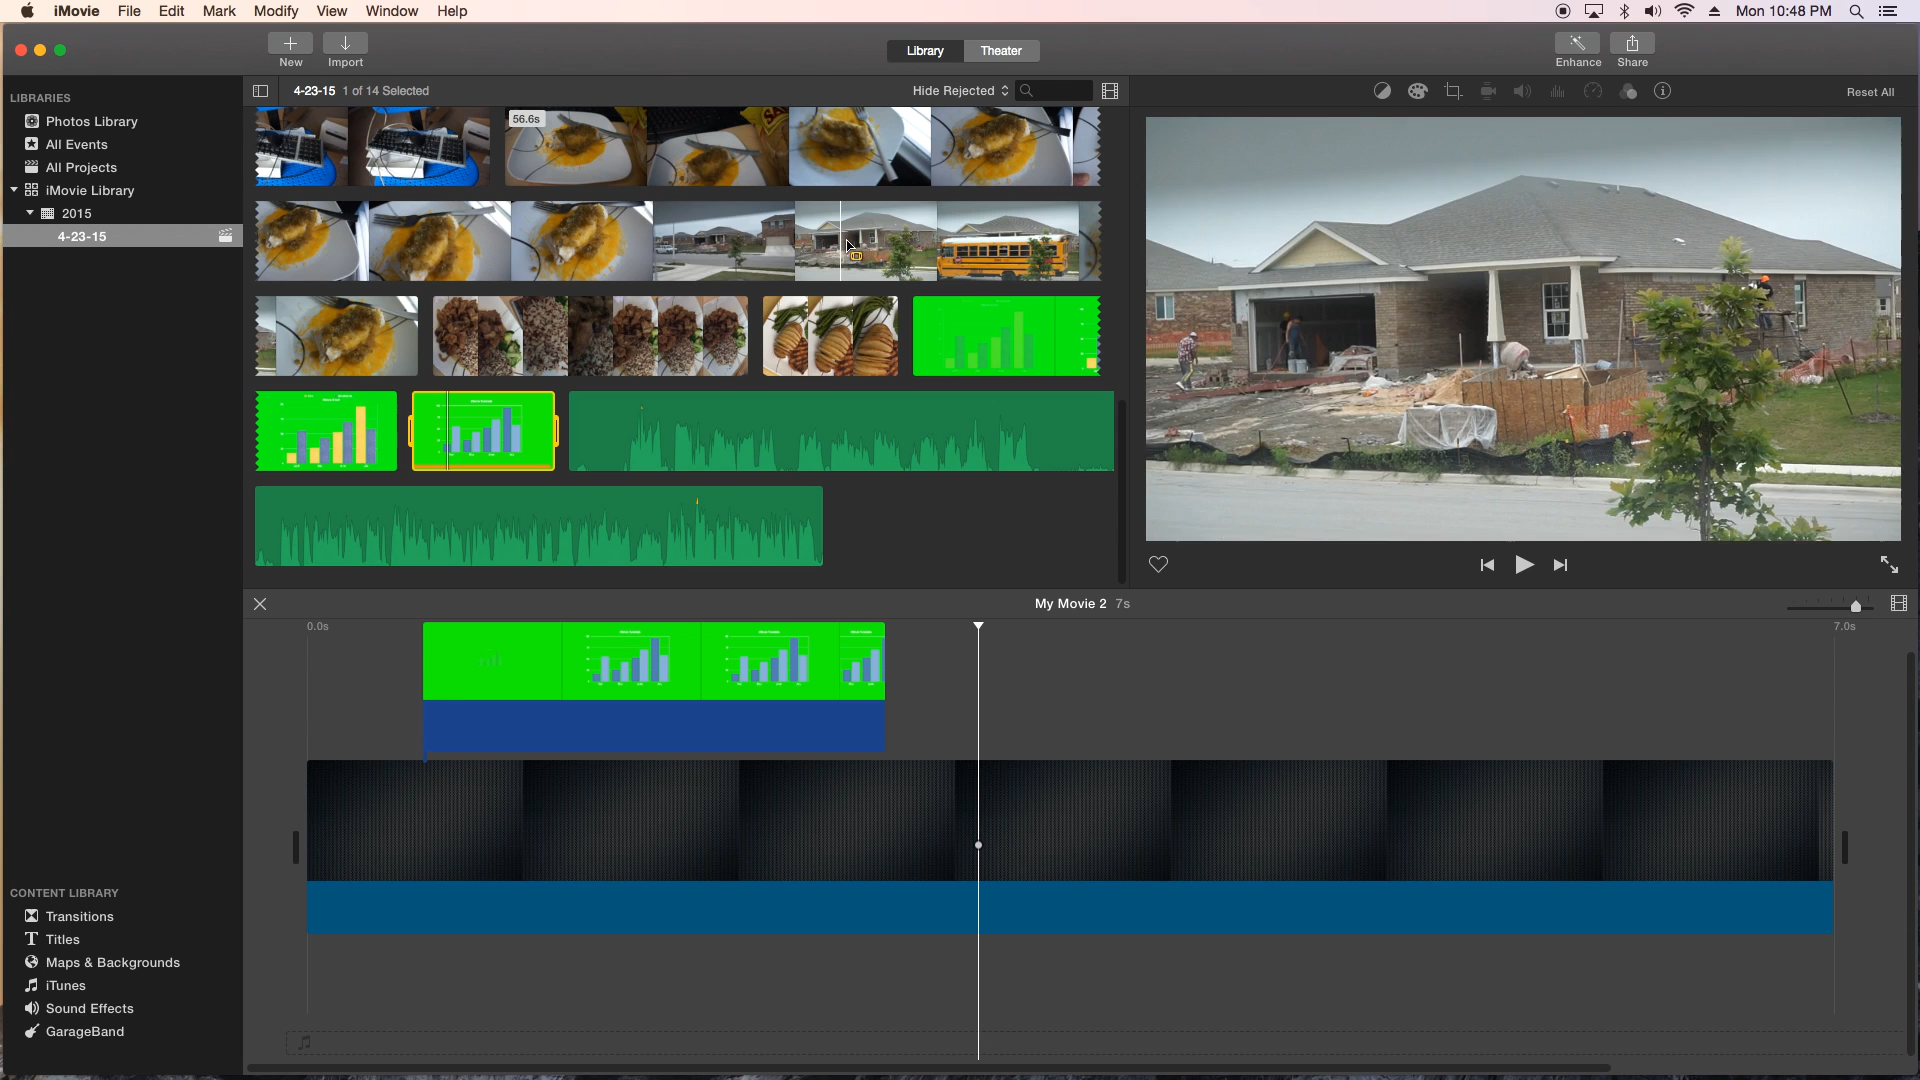 iMovie File Edit Mark Modify View Window Help Mon 10:48 PM
New Import Library Theater Enhance Share
LIBRARIES
Photos Library
All Events
All Projects
iMovie Library
2015
4-23-15
4-23-15 1 of 14 Selected Hide Rejected
Reset All
56.6s
My Movie 2 7s
0.0s
7.0s
CONTENT LIBRARY
Transitions
Titles
Maps & Backgrounds
iTunes
Sound Effects
GarageBand